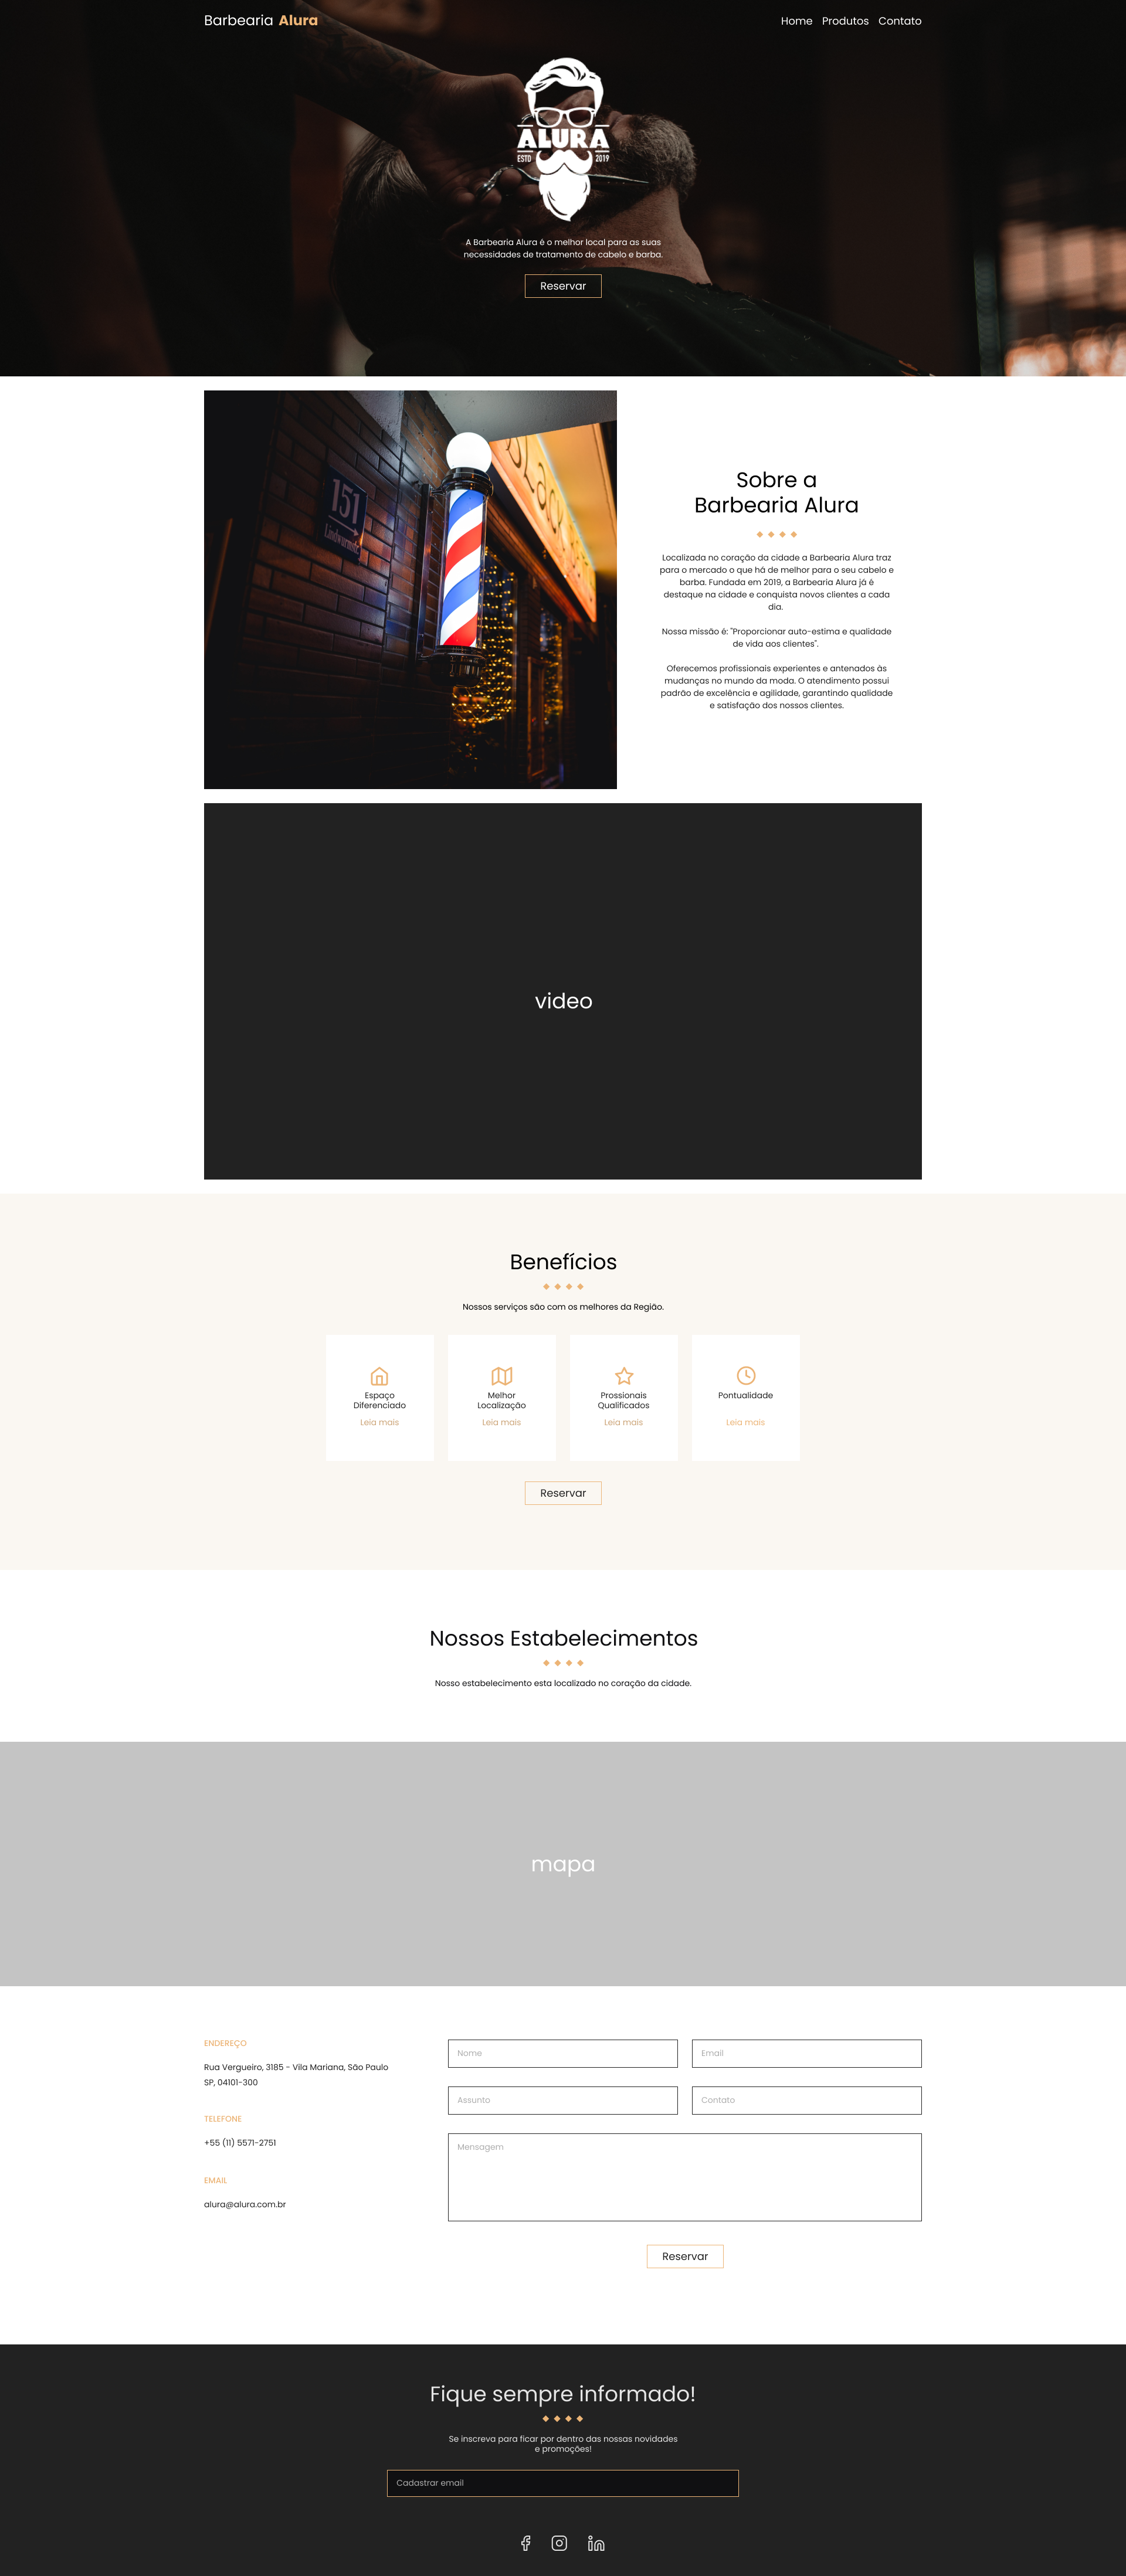 Barbearia Alura
Home Produtos Contato
ALURA
ESTD 2019
A Barbearia Alura é o melhor local para as suas
necessidades de tratamento de cabelo e barba.
Reservar
151
Sobre a
Barbearia Alura
Localizada no coração da cidade a Barbearia Alura traz
para o mercado o que há de melhor para o seu cabelo e
barba. Fundada em 2019, a Barbearia Alura já é
destaque na cidade e conquista novos clientes a cada
dia.
Nossa missão é: "Proporcionar auto-estima e qualidade
de vida aos clientes".
Oferecemos profissionais experientes e antenados às
mudanças no mundo da moda. O atendimento possui
padrão de excelência e agilidade, garantindo qualidade
e satisfação dos nossos clientes.
video
Benefícios
Nossos serviços são com os melhores da Região.
Espaço
Diferenciado
Leia mais
Melhor
Localização
Leia mais
Prossionais
Qualificados
Leia mais
Pontualidade
Leia mais
Reservar
Nossos Estabelecimentos
Nosso estabelecimento esta localizado no coração da cidade.
mapa
ENDEREÇO
Rua Vergueiro, 3185 - Vila Mariana, São Paulo
SP, 04101-300
TELEFONE
+55 (11) 5571-2751
EMAIL
alura@alura.com.br
Nome
Email
Assunto
Contato
Mensagem
Reservar
Fique sempre informado!
Se inscreva para ficar por dentro das nossas novidades
e promoções!
Cadastrar email